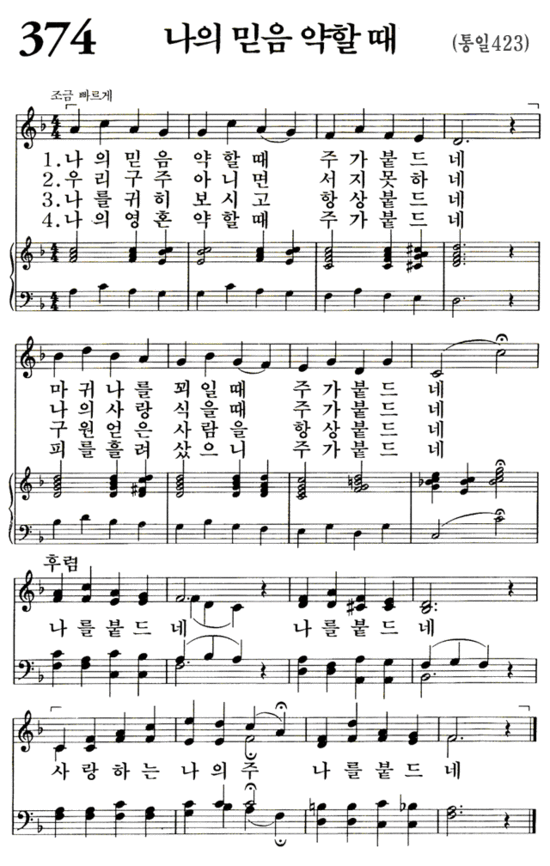 374 나의 믿음 약할 때 (통일423)
조금 빠르게
1.나의 믿음 약할때 주가붙드네
2.우리구주 아니면 서지못하네
3.나를귀히 보시고 항상붙드네
4.나의영혼 약할때 주가붙드네
마귀나를 꾀일때 주가붙드네
나의사랑 식을때 주가붙드네
구원얻은 사람을 항상붙드네
피를흘려 샀으니 주가붙드네
후렴
나를붙드네 나를붙드네
사랑하는 나의주 나를붙드네